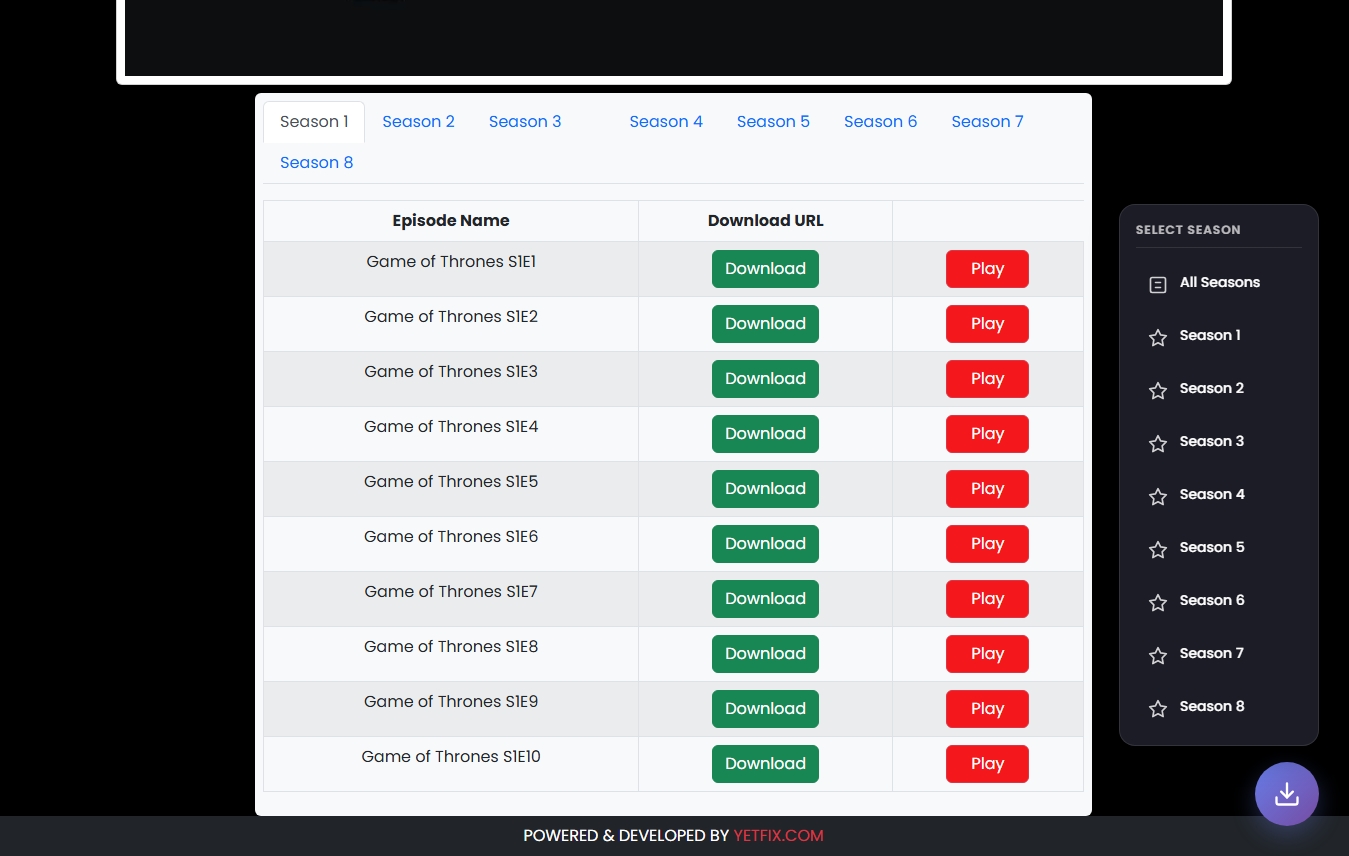 Season 1 Season 2 Season 3 Season 4 Season 5 Season 6 Season 7
Season 8
Episode Name Download URL
Game of Thrones S1E1 Download Play
Game of Thrones S1E2 Download Play
Game of Thrones S1E3 Download Play
Game of Thrones S1E4 Download Play
Game of Thrones S1E5 Download Play
Game of Thrones S1E6 Download Play
Game of Thrones S1E7 Download Play
Game of Thrones S1E8 Download Play
Game of Thrones S1E9 Download Play
Game of Thrones S1E10 Download Play
SELECT SEASON
All Seasons
Season 1
Season 2
Season 3
Season 4
Season 5
Season 6
Season 7
Season 8
POWERED & DEVELOPED BY YETFIX.COM